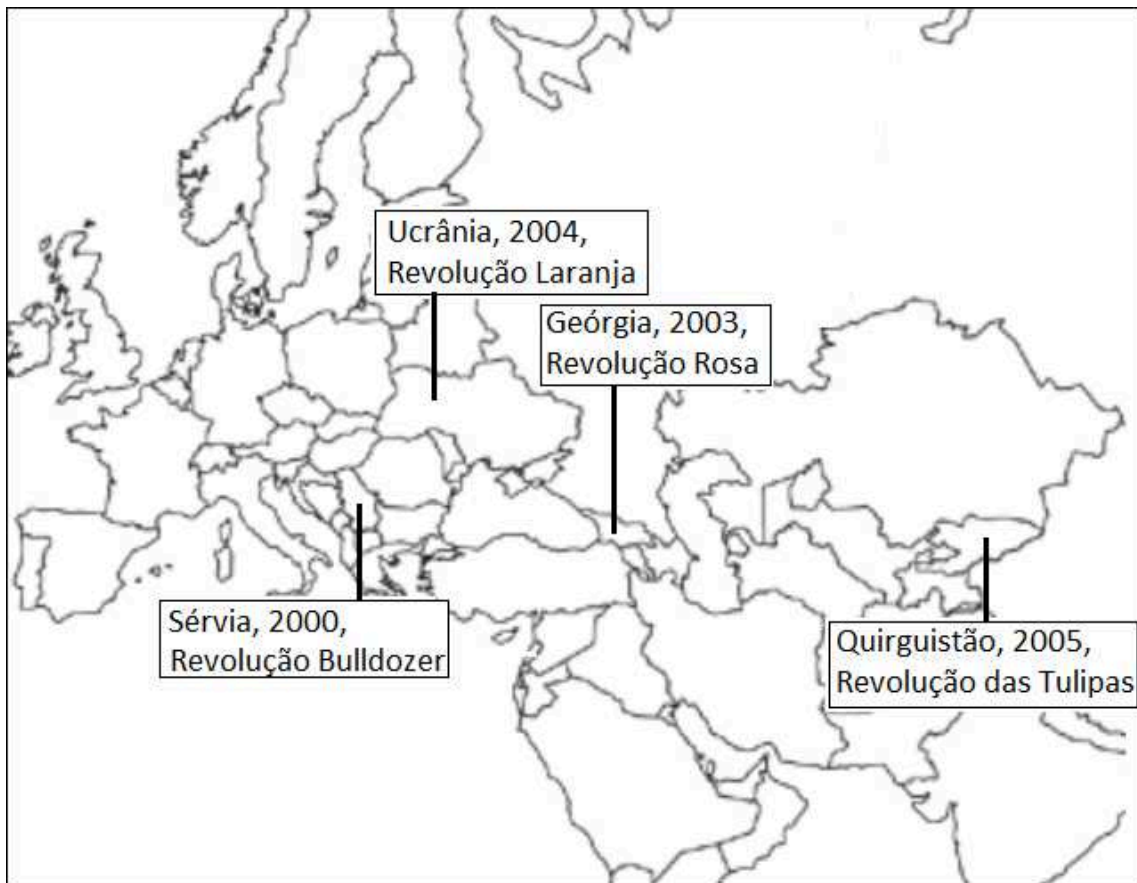 Ucrânia, 2004,
Revolução Laranja
Geórgia, 2003,
Revolução Rosa
Sérvia, 2000,
Revolução Bulldozer
Quirguistão, 2005,
Revolução das Tulipas